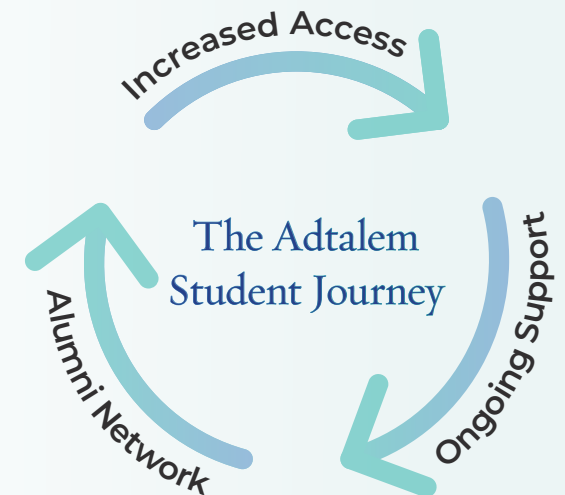 Increased Access
The Adtalem
Student Journey
Ongoing Support
Alumni Network